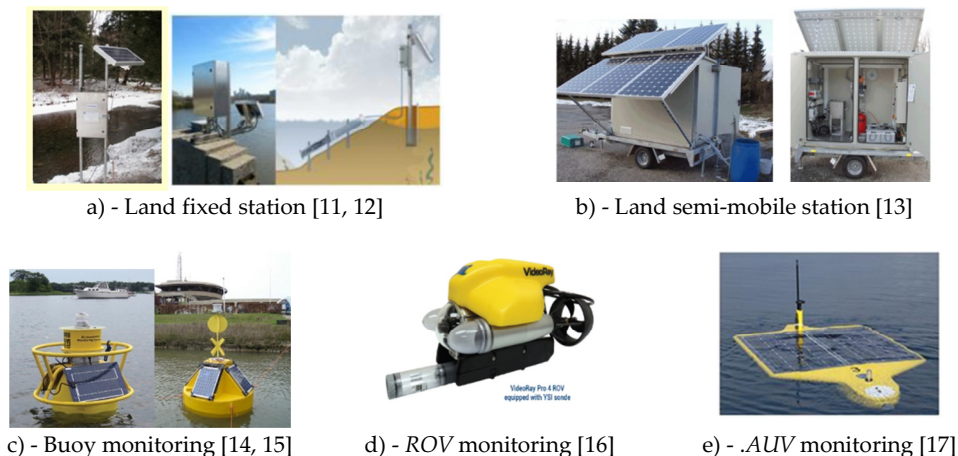 a) - Land fixed station [11, 12]
b) - Land semi-mobile station [13]
VideoRay
VideoRay Pro 4 ROV
equipped with YSI sonde
c) - Buoy monitoring [14, 15]
d) - ROV monitoring [16]
e) - .AUV monitoring [17]